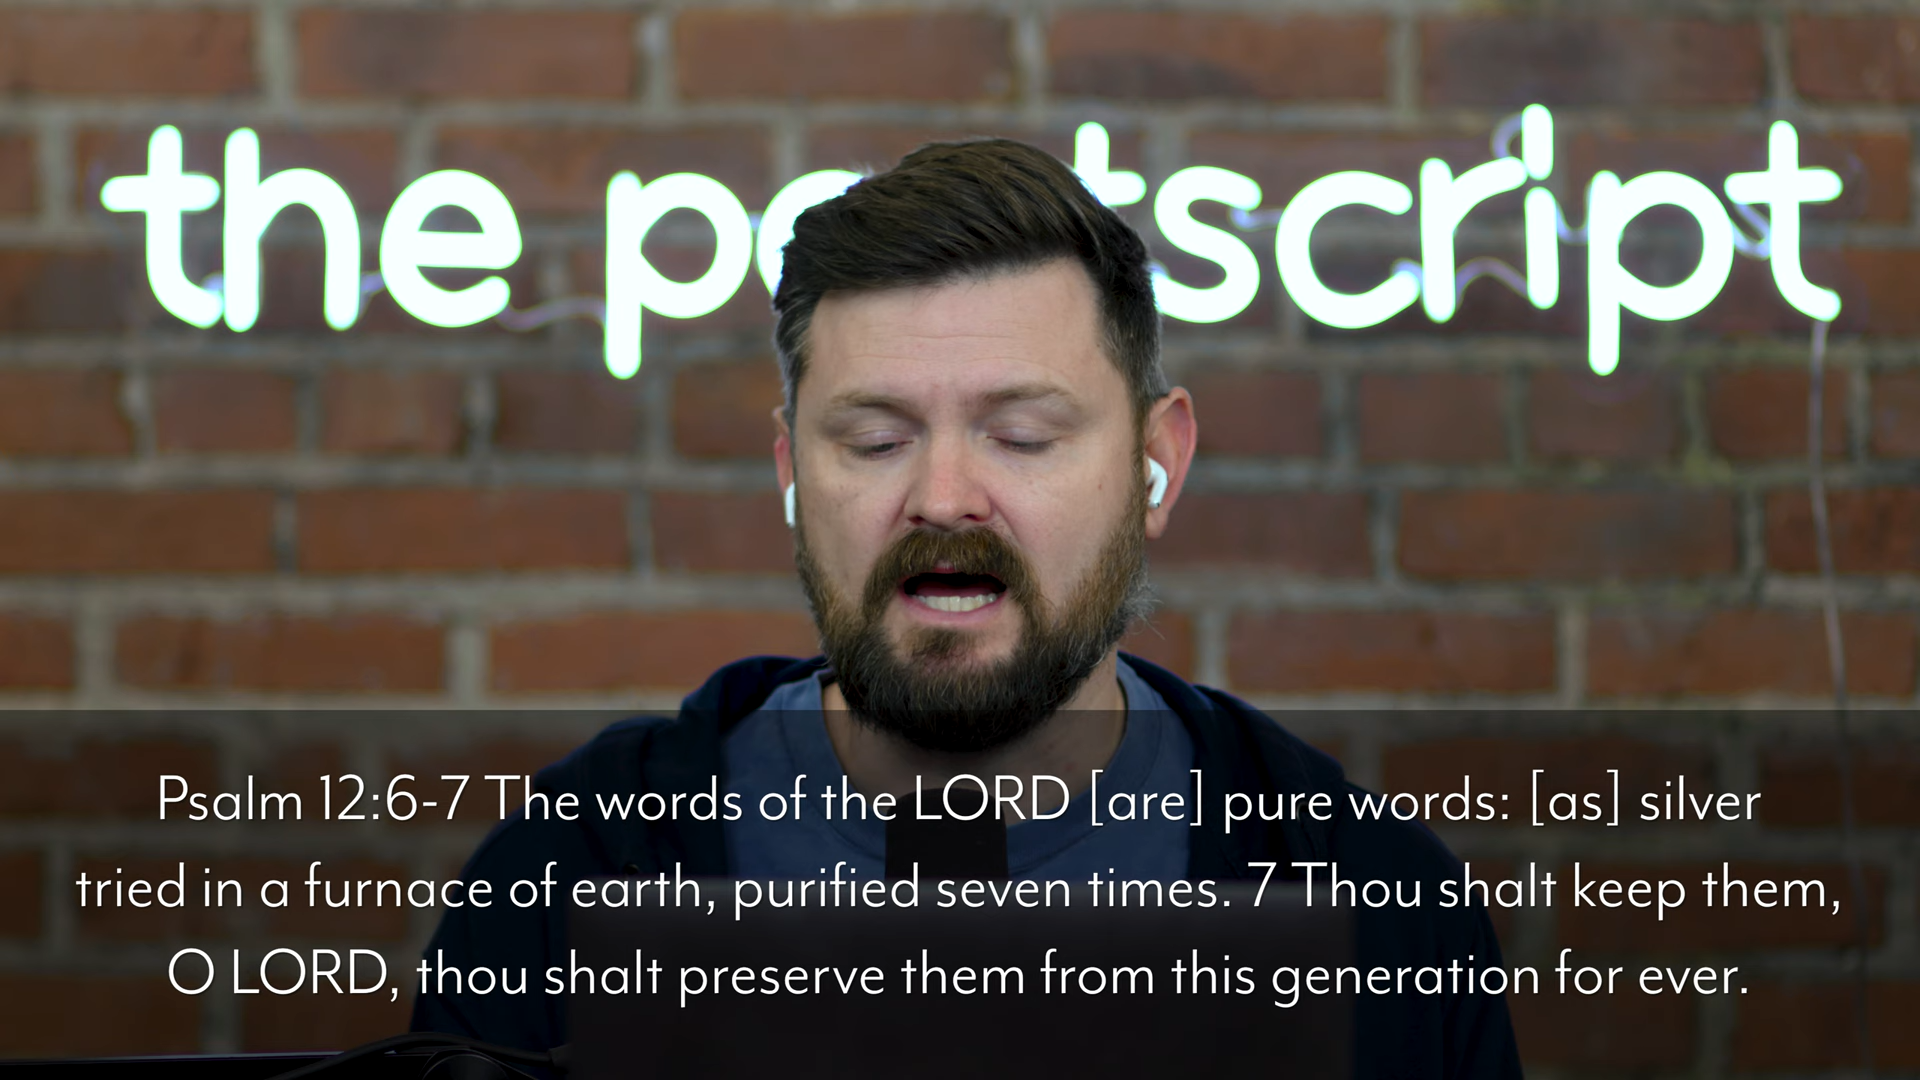 the postscript
Psalm 12:6-7 The words of the LORD [are] pure words: [as] silver
tried in a furnace of earth, purified seven times. 7 Thou shalt keep them,
O LORD, thou shalt preserve them from this generation for ever.